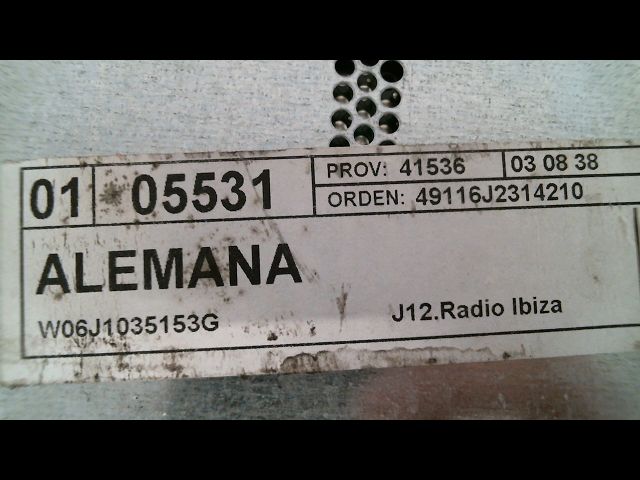 01 05531 PROV: 41536 03 08 38
ORDEN: 49116J2314210
ALEMANA
W06J1035153G J12.Radio Ibiza